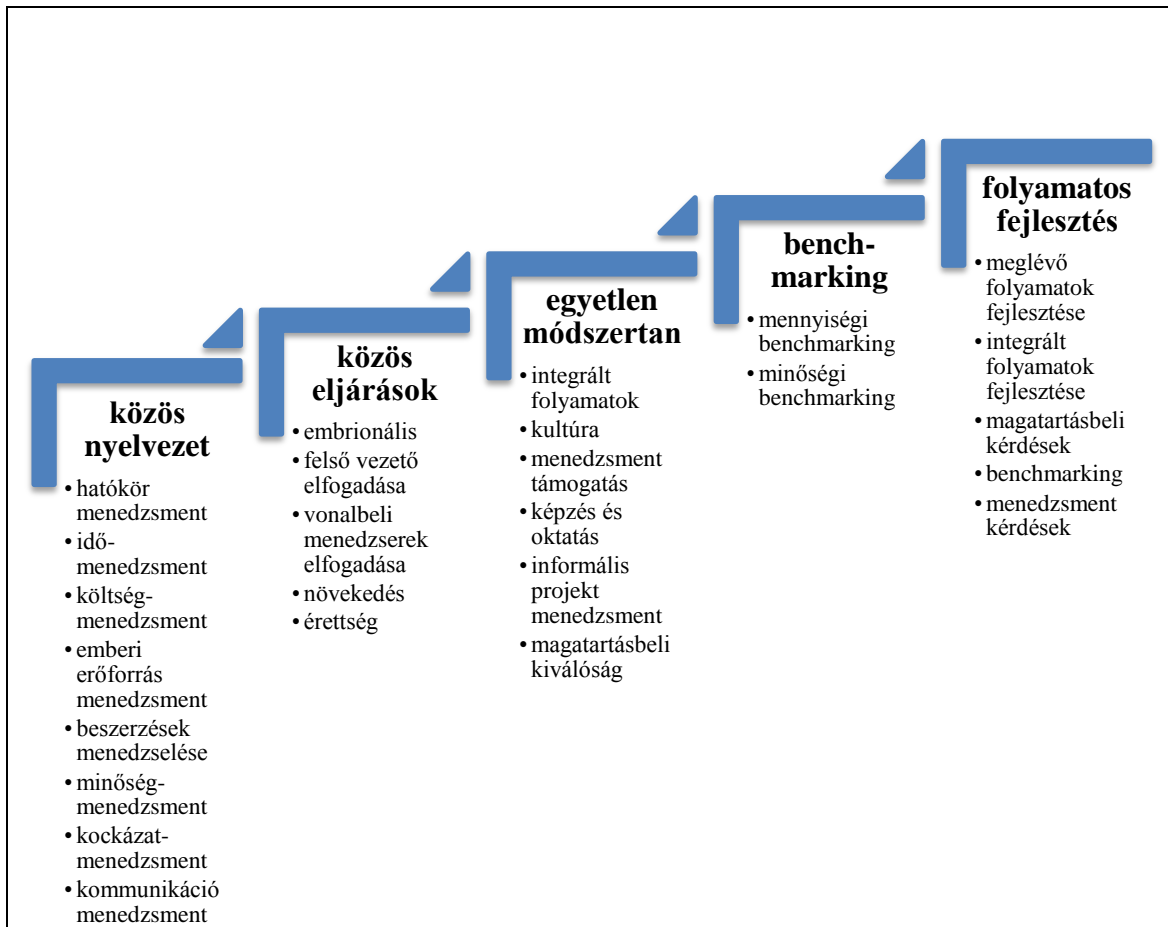 közös
nyelvezet
• hatókör
menedzsment
• idő-
menedzsment
• költség-
menedzsment
• emberi
erőforrás
menedzsment
• beszerzések
menedzselése
• minőség-
menedzsment
• kockázat-
menedzsment
• kommunikáció
menedzsment
közös
eljárások
• embrionális
• felső vezető
elfogadása
• vonalbeli
menedzserek
elfogadása
• növekedés
• érettség
egyetlen
módszertan
• integrált
folyamatok
• kultúra
• menedzsment
támogatás
• képzés és
oktatás
• informális
projekt
menedzsment
• magatartásbeli
kiválóság
bench-
marking
• mennyiségi
benchmarking
• minőségi
benchmarking
folyamatos
fejlesztés
• meglévő
folyamatok
fejlesztése
• integrált
folyamatok
fejlesztése
• magatartásbeli
kérdések
• benchmarking
• menedzsment
kérdések